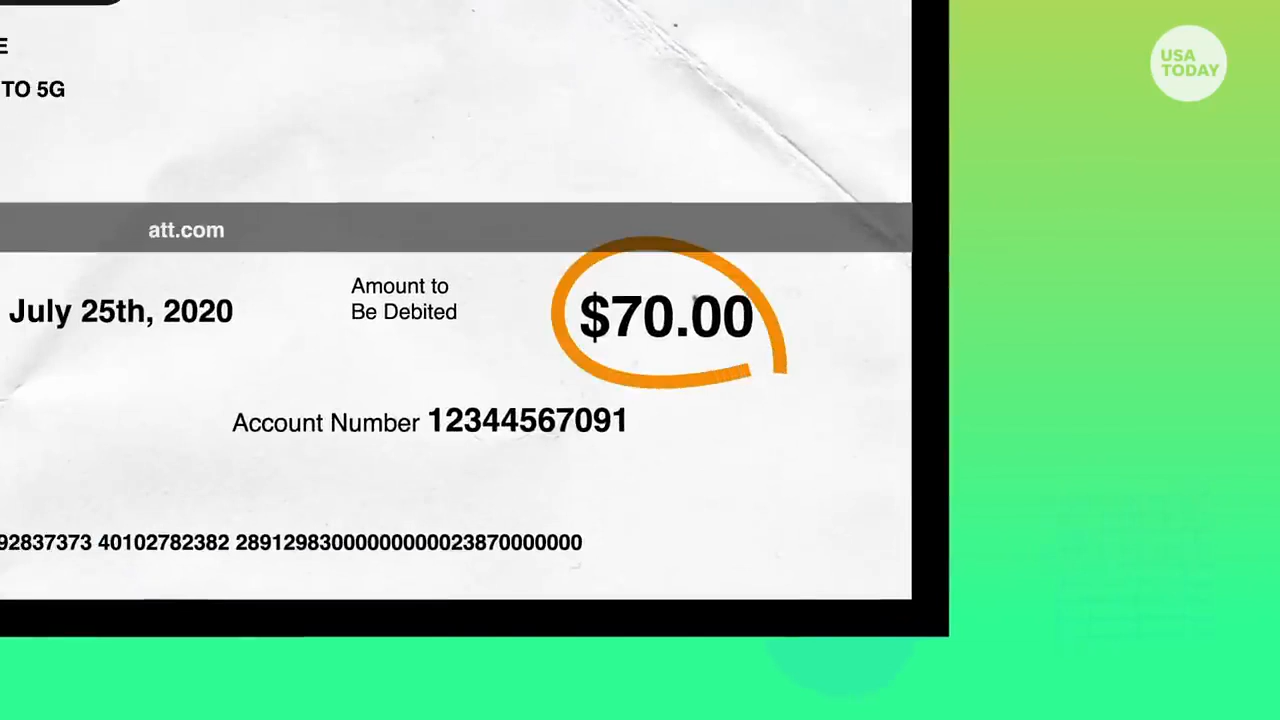 USA
TODAY
E
TO 5G
att.com
July 25th, 2020
Amount to
Be Debited
$70.00
Account Number 12344567091
92837373 40102782382 28912983000000000023870000000